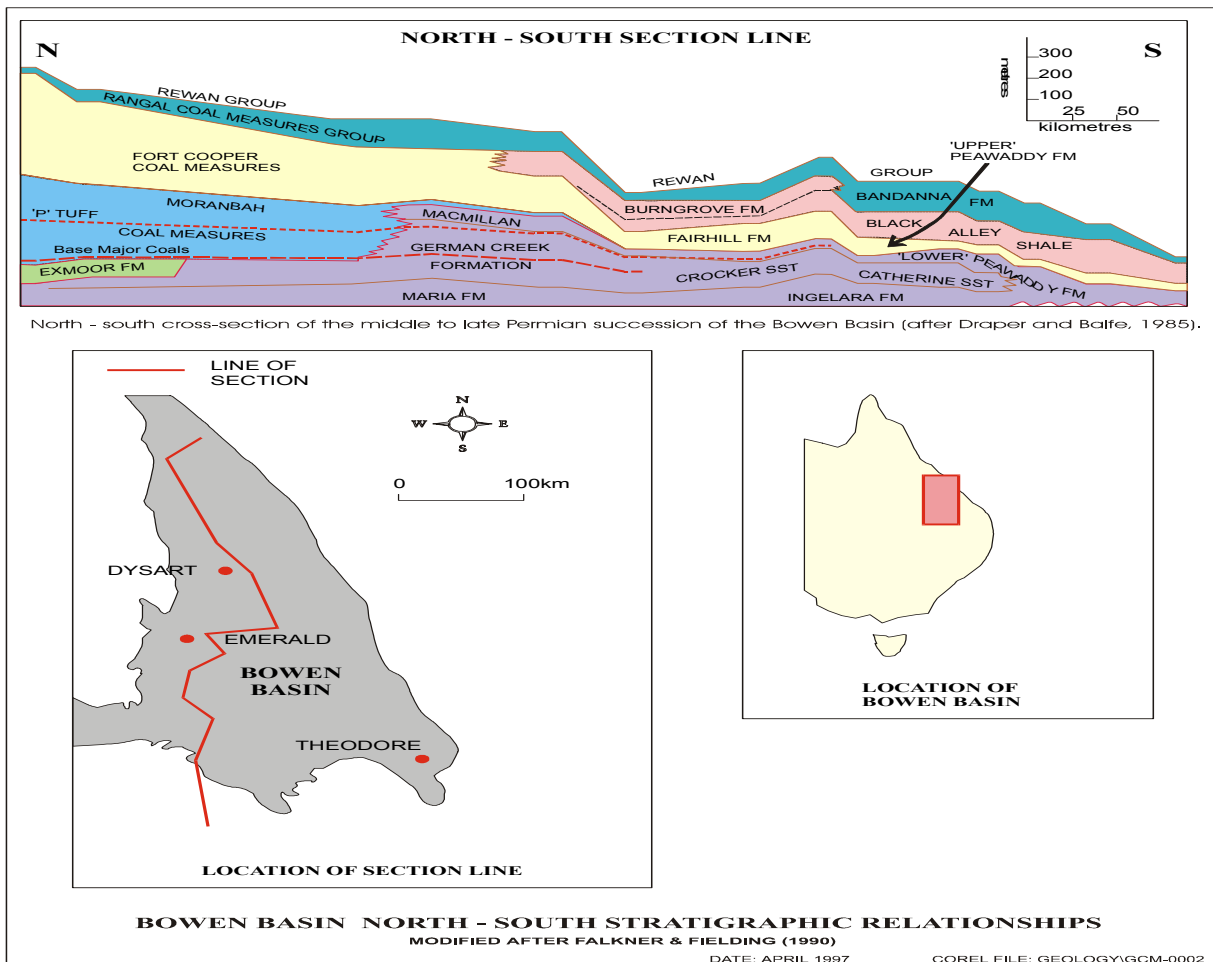 NORTH - SOUTH SECTION LINE
N
S
metres
300
200
100
25 50
kilometres
REWAN GROUP
RANGAL COAL MEASURES GROUP
FORT COOPER
COAL MEASURES
'UPPER'
PEAWADDY FM
REWAN
GROUP
MORANBAH
'P' TUFF
COAL MEASURES
Base Major Coals
EXMOOR FM
MACMILLAN
GERMAN CREEK
FORMATION
MARIA FM
BURNGROVE FM
FAIRHILL FM
CROCKER SST
INGELARA FM
BANDANNA FM
BLACK ALLEY SHALE
'LOWER' PEAWADDY FM
CATHERINE SST
North - south cross-section of the middle to late Permian succession of the Bowen Basin (after Draper and Balfe, 1985).
LINE OF
SECTION
N
W E
S
0 100km
DYSART
EMERALD
BOWEN
BASIN
THEODORE
LOCATION OF SECTION LINE
LOCATION OF
BOWEN BASIN
BOWEN BASIN NORTH - SOUTH STRATIGRAPHIC RELATIONSHIPS
MODIFIED AFTER FALKNER & FIELDING (1990)
DATE: APRIL 1997 COREL FILE: GEOLOGY\GCM-0002